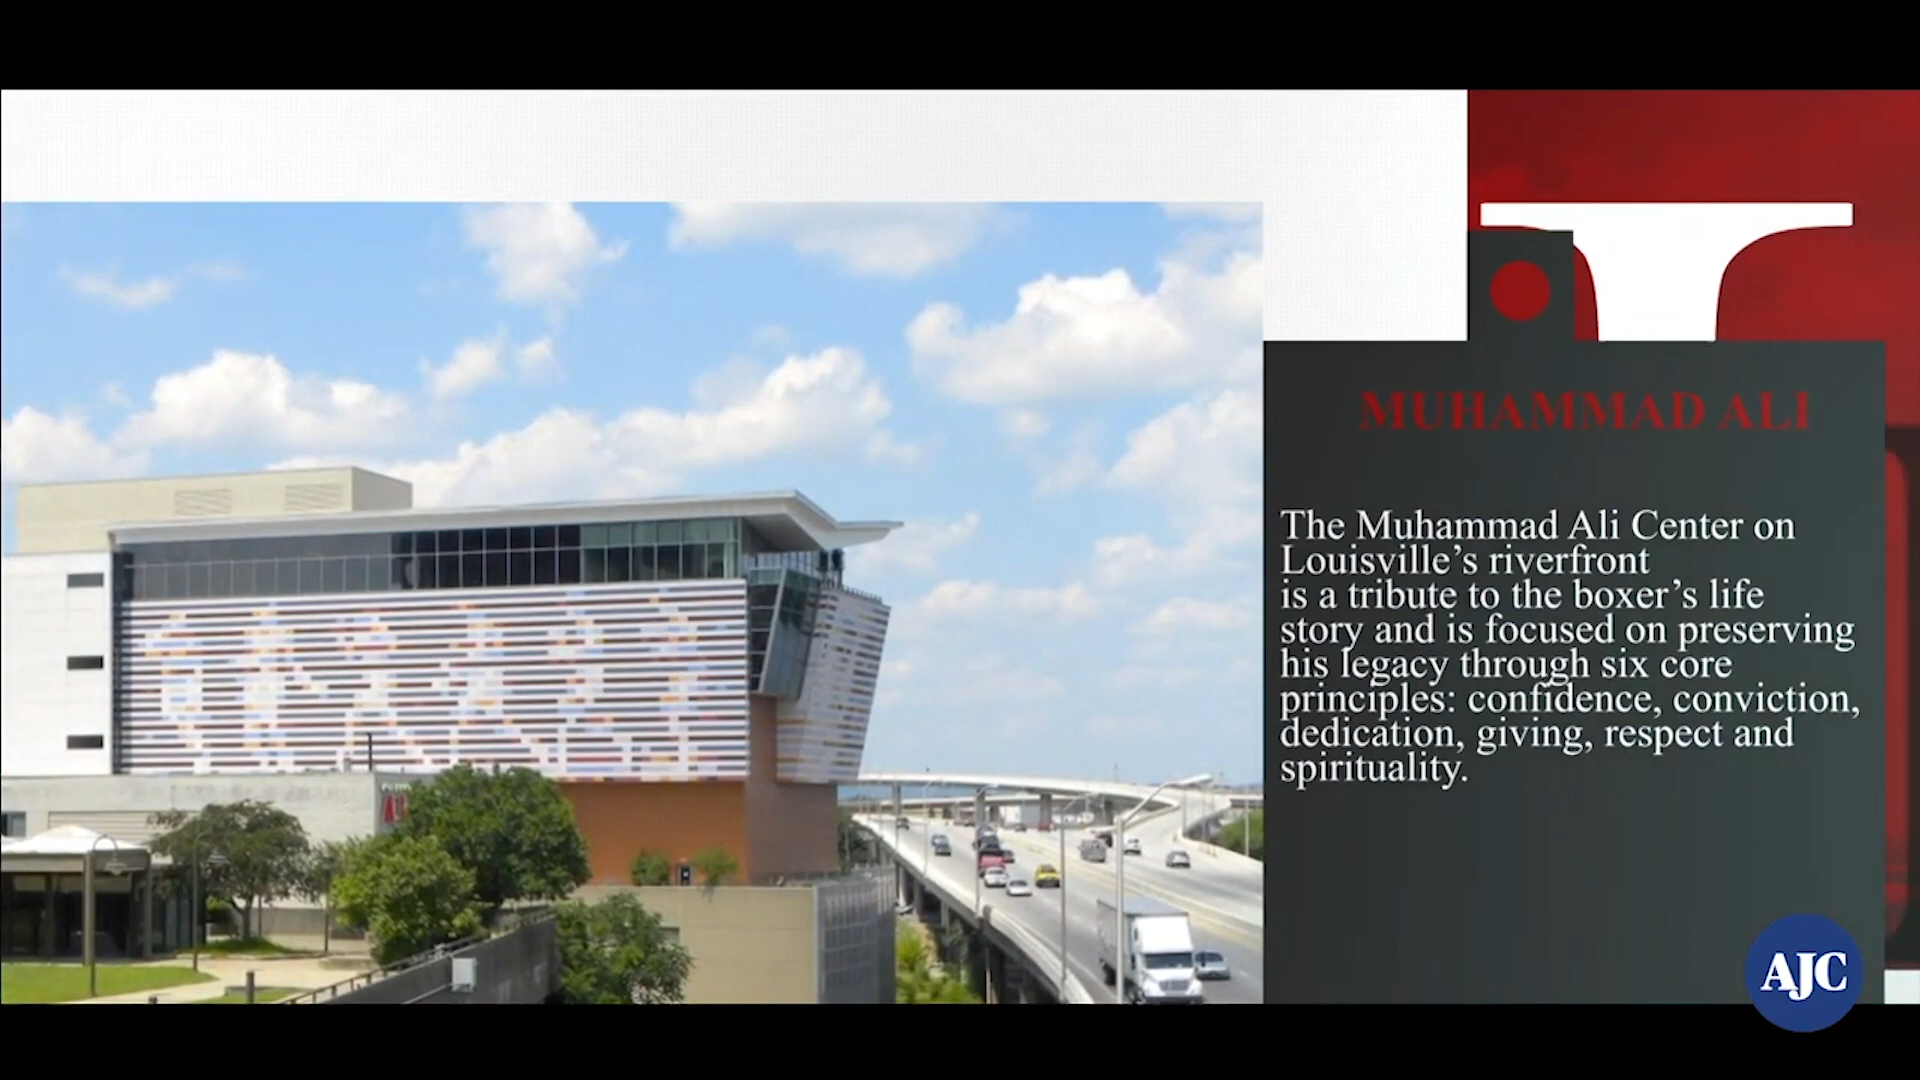 MUHAMMAD ALI
The Muhammad Ali Center on
Louisville’s riverfront
is a tribute to the boxer’s life
story and is focused on preserving
his legacy through six core
principles: confidence, conviction,
dedication, giving, respect and
spirituality.
AJC